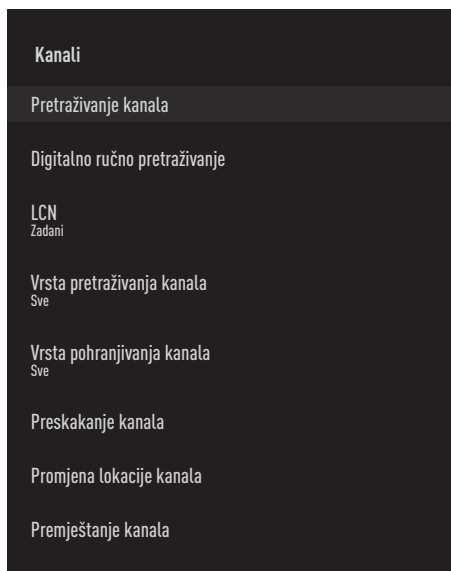 Kanali
Pretraživanje kanala
Digitalno ručno pretraživanje
LCN
Zadani
Vrsta pretraživanja kanala
Sve
Vrsta pohranjivanja kanala
Sve
Preskakanje kanala
Promjena lokacije kanala
Premještanje kanala